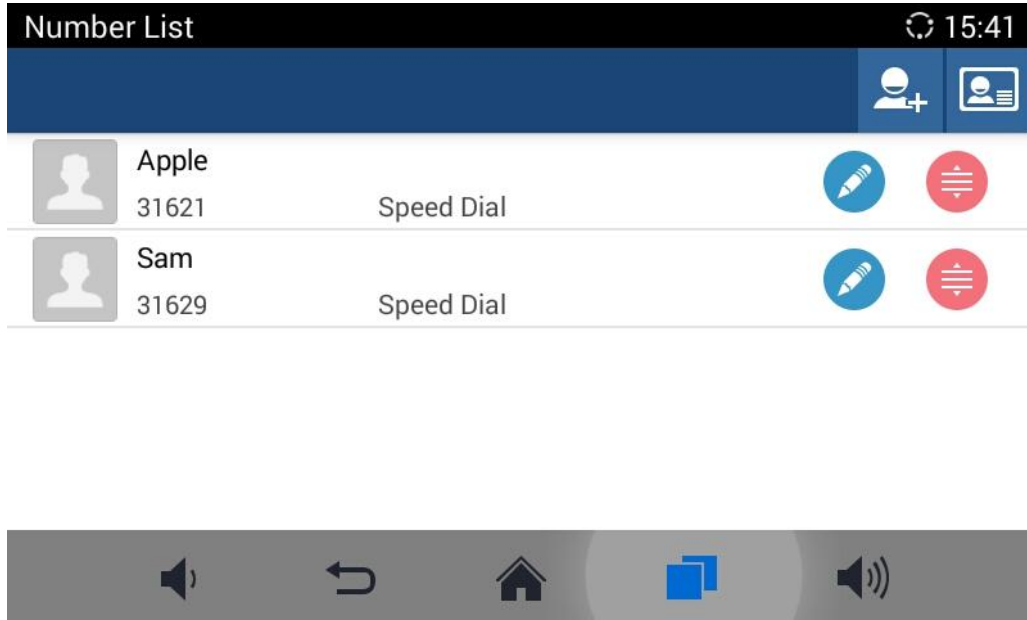 Number List 15:41
Apple
31621 Speed Dial
Sam
31629 Speed Dial